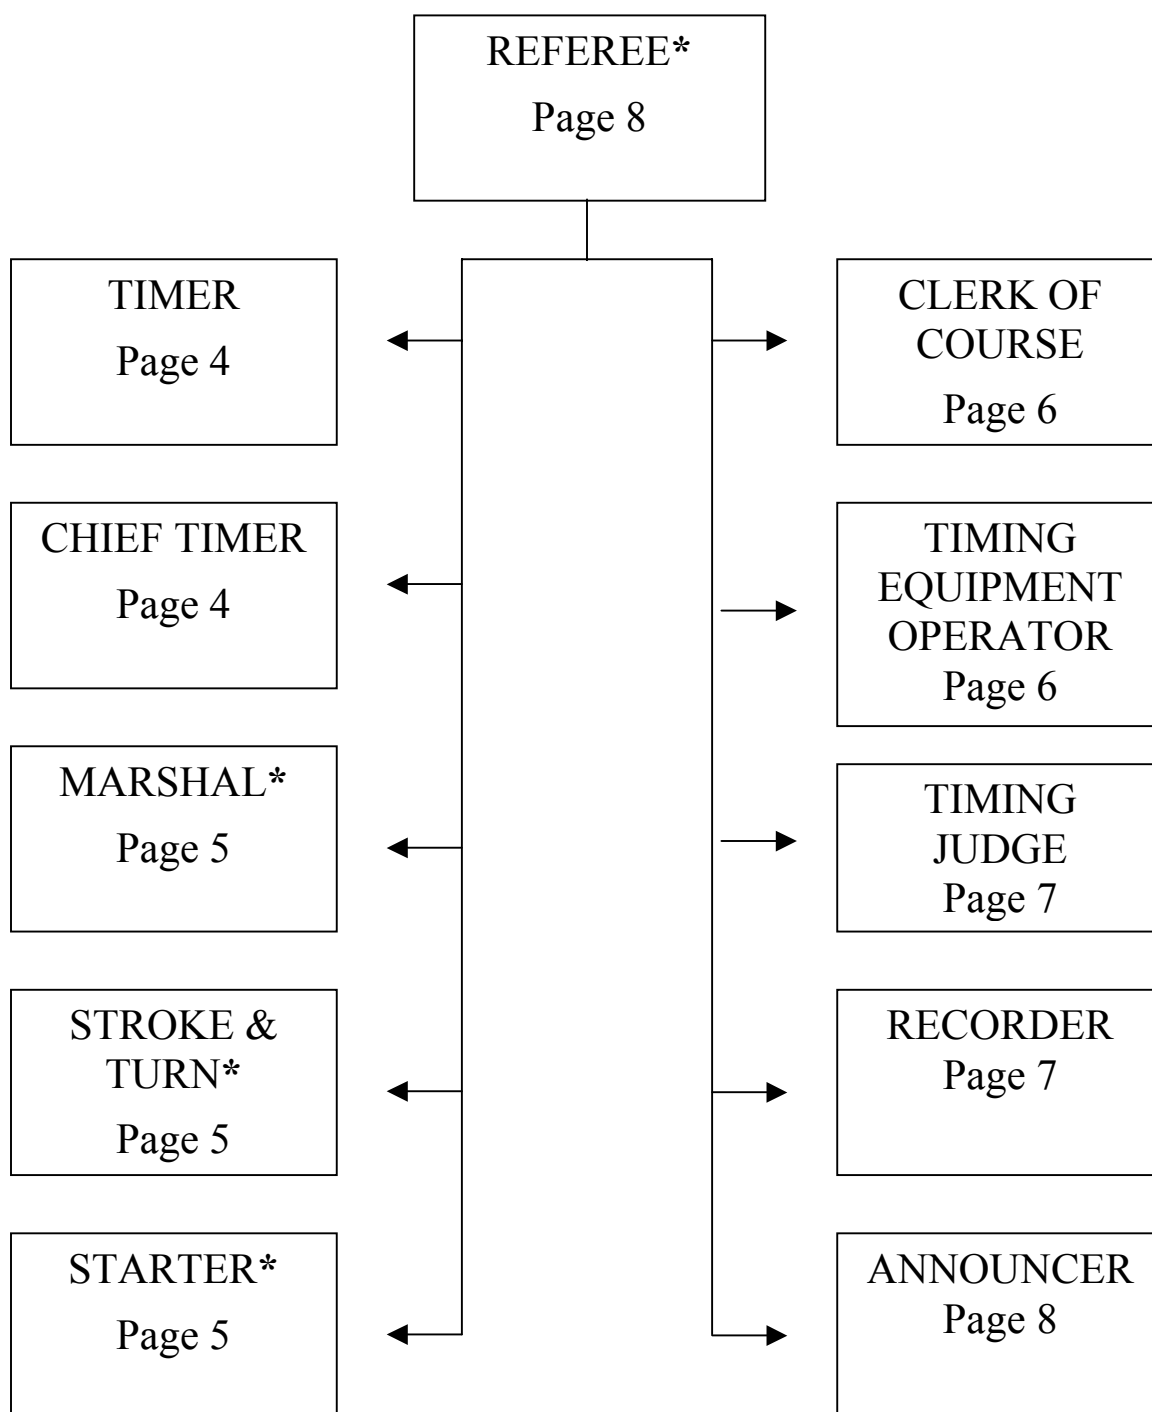 REFEREE*
Page 8
TIMER
Page 4
CHIEF TIMER
Page 4
MARSHAL*
Page 5
STROKE &
TURN*
Page 5
STARTER*
Page 5
CLERK OF
COURSE
Page 6
TIMING
EQUIPMENT
OPERATOR
Page 6
TIMING
JUDGE
Page 7
RECORDER
Page 7
ANNOUNCER
Page 8